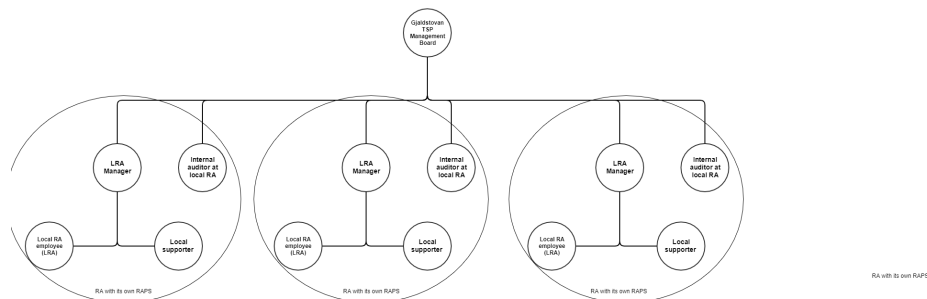 Gjaldstovan
TSP
Management
Board
LRA
Manager
Internal
auditor at
local RA
LRA
Manager
Internal
auditor at
local RA
LRA
Manager
Internal
auditor at
local RA
Local RA
employee
(LRA)
Local
supporter
Local RA
employee
(LRA)
Local
supporter
Local RA
employee
(LRA)
Local
supporter
RA with its own RAPS
RA with its own RAPS
RA with its own RAPS
RA with its own RAPS